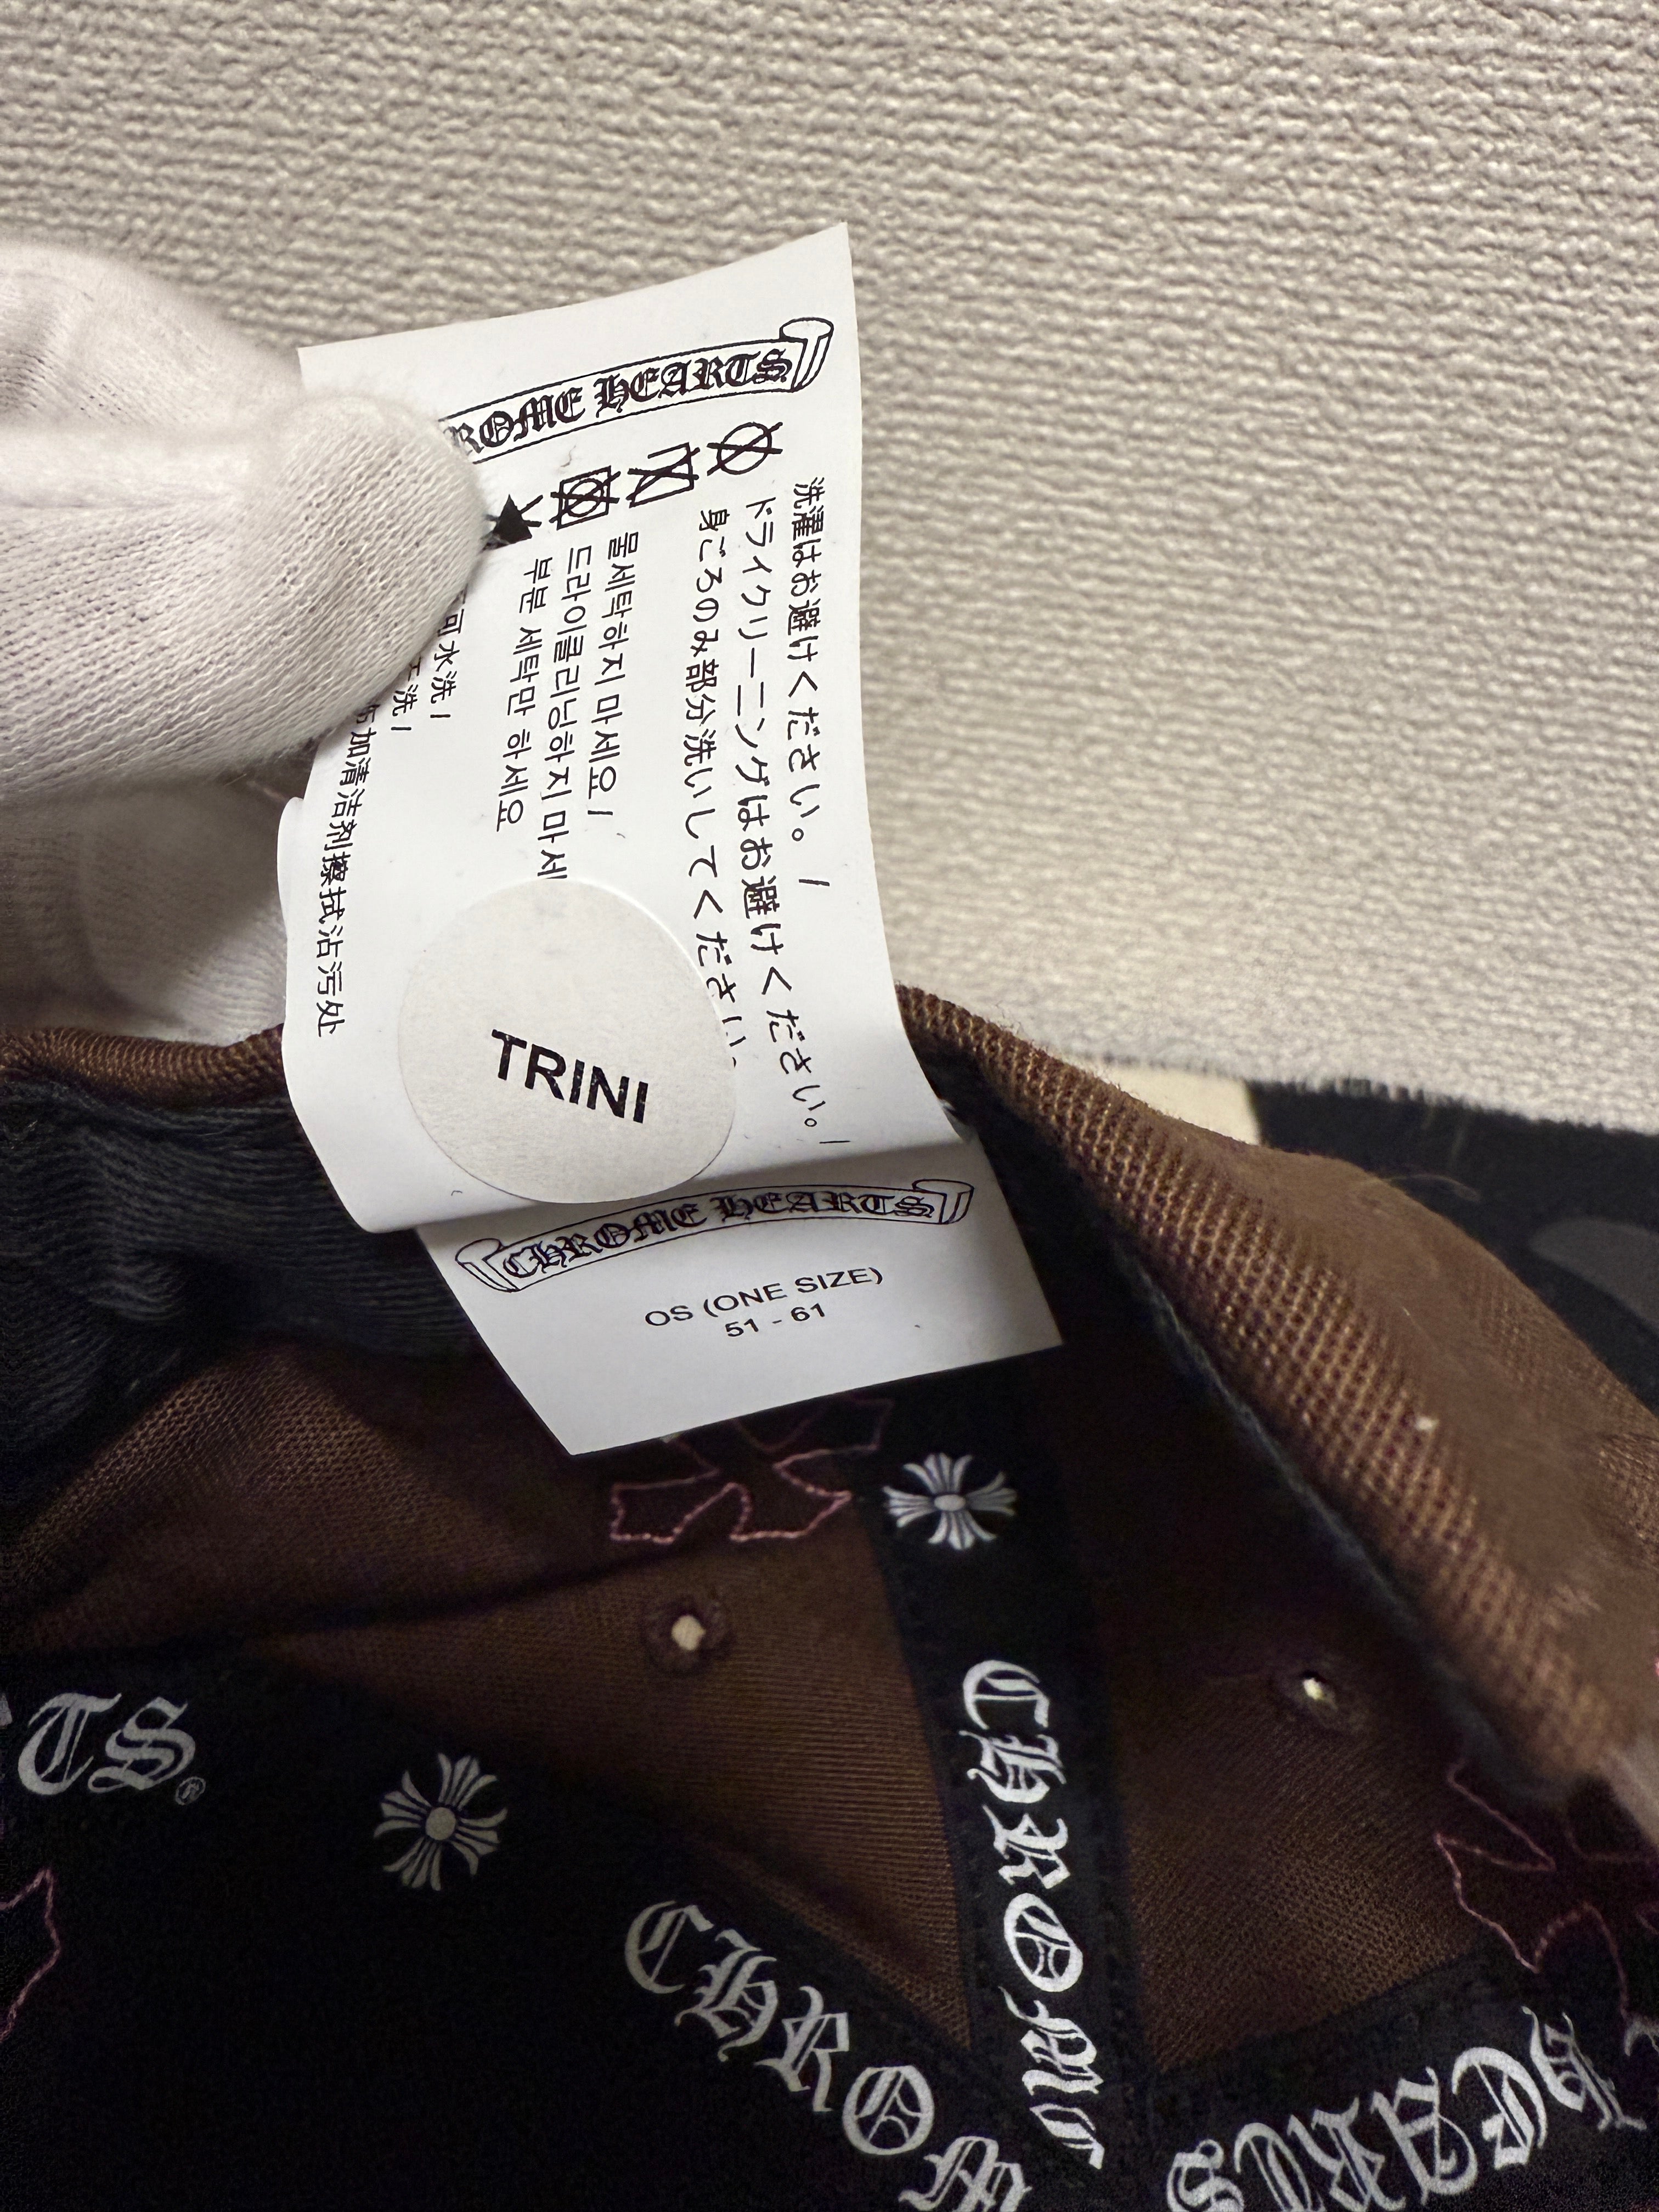 ROME HEARTS
洗濯はお避けください。 /
ドライクリーニングはお避けください。 /
身ごろのみ部分洗いしてください。
물세탁하지 마세요 /
드라이클리닝하지 마세
부분 세탁만 하세요
可水洗 /
干洗 /
加清洁剂擦拭沾污处
TRINI
CHROME HEARTS
OS (ONE SIZE)
51 - 61
CHROME
TS®
CHROM
HEARTS